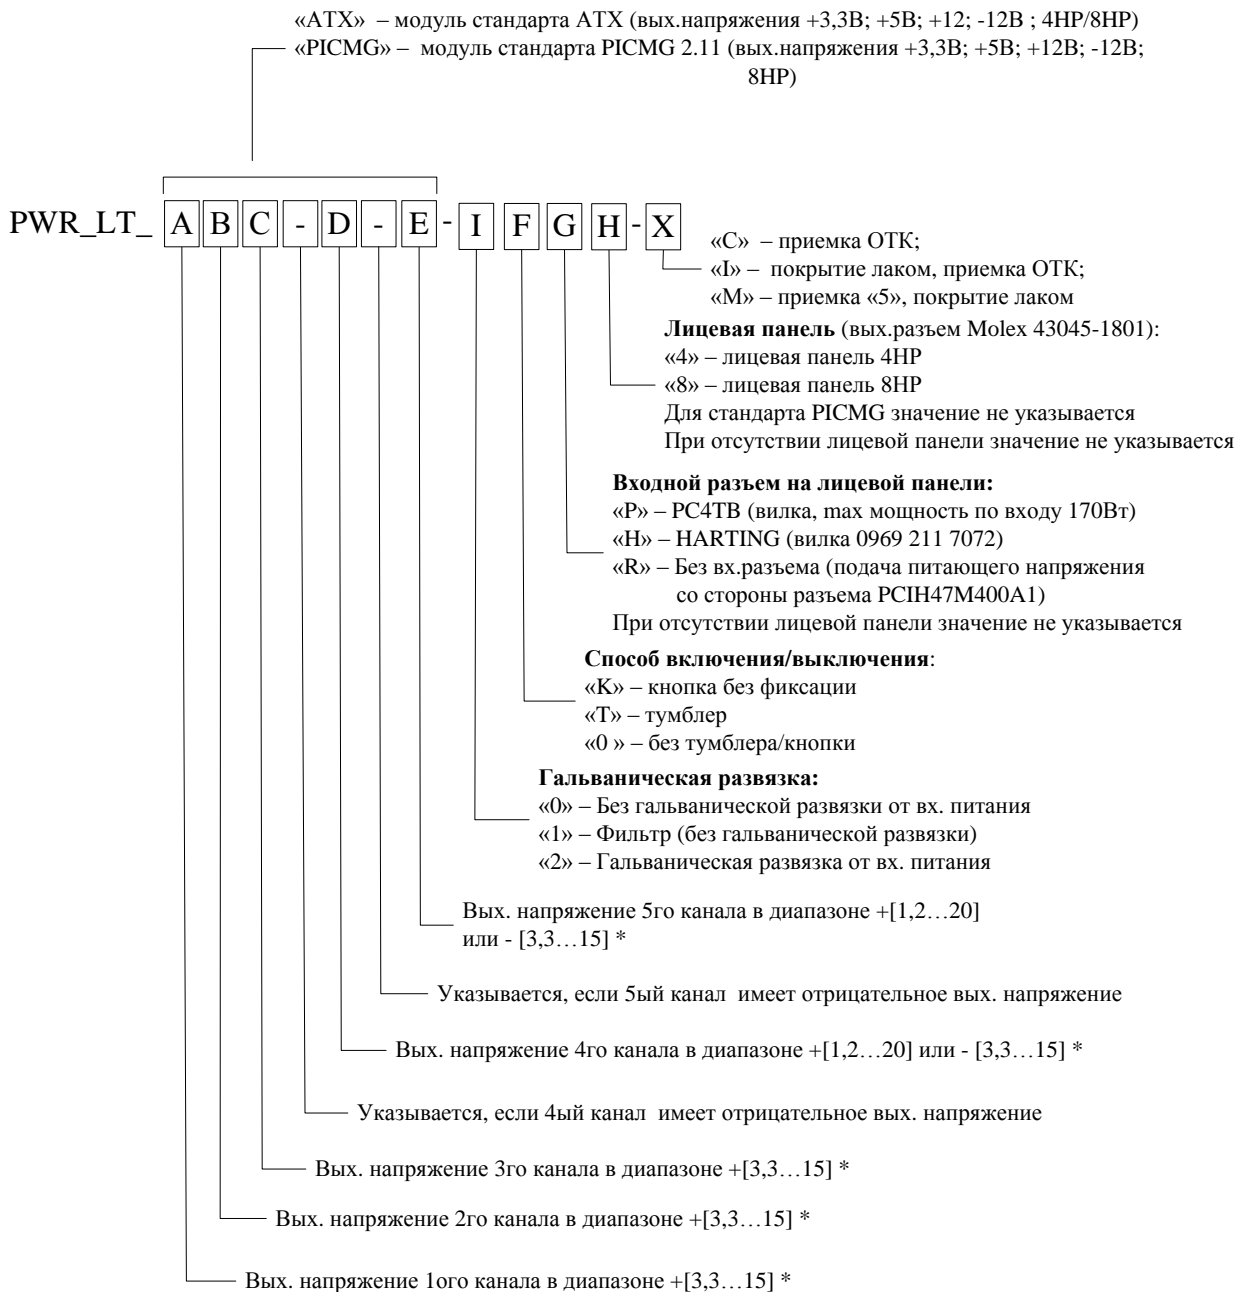 «ATX» – модуль стандарта ATX (вых.напряжения +3,3В; +5В; +12; -12В ; 4HP/8HP)
«PICMG» – модуль стандарта PICMG 2.11 (вых.напряжения +3,3В; +5В; +12В; -12В;
8HP)
PWR_LT_ A B C - D - E - I F G H - X
«C» – приемка ОТК;
«I» – покрытие лаком, приемка ОТК;
«M» – приемка «5», покрытие лаком
Лицевая панель (вых.разъем Molex 43045-1801):
«4» – лицевая панель 4HP
«8» – лицевая панель 8HP
Для стандарта PICMG значение не указывается
При отсутствии лицевой панели значение не указывается
Входной разъем на лицевой панели:
«P» – PC4TB (вилка, max мощность по входу 170Вт)
«H» – HARTING (вилка 0969 211 7072)
«R» – Без вх.разъема (подача питающего напряжения
со стороны разъема PCIH47M400A1)
При отсутствии лицевой панели значение не указывается
Способ включения/выключения:
«K» – кнопка без фиксации
«T» – тумблер
«0 » – без тумблера/кнопки
Гальваническая развязка:
«0» – Без гальванической развязки от вх. питания
«1» – Фильтр (без гальванической развязки)
«2» – Гальваническая развязка от вх. питания
Вых. напряжение 5го канала в диапазоне +[1,2…20]
или - [3,3…15] *
Указывается, если 5ый канал имеет отрицательное вых. напряжение
Вых. напряжение 4го канала в диапазоне +[1,2…20] или - [3,3…15] *
Указывается, если 4ый канал имеет отрицательное вых. напряжение
Вых. напряжение 3го канала в диапазоне +[3,3…15] *
Вых. напряжение 2го канала в диапазоне +[3,3…15] *
Вых. напряжение 1ого канала в диапазоне +[3,3…15] *